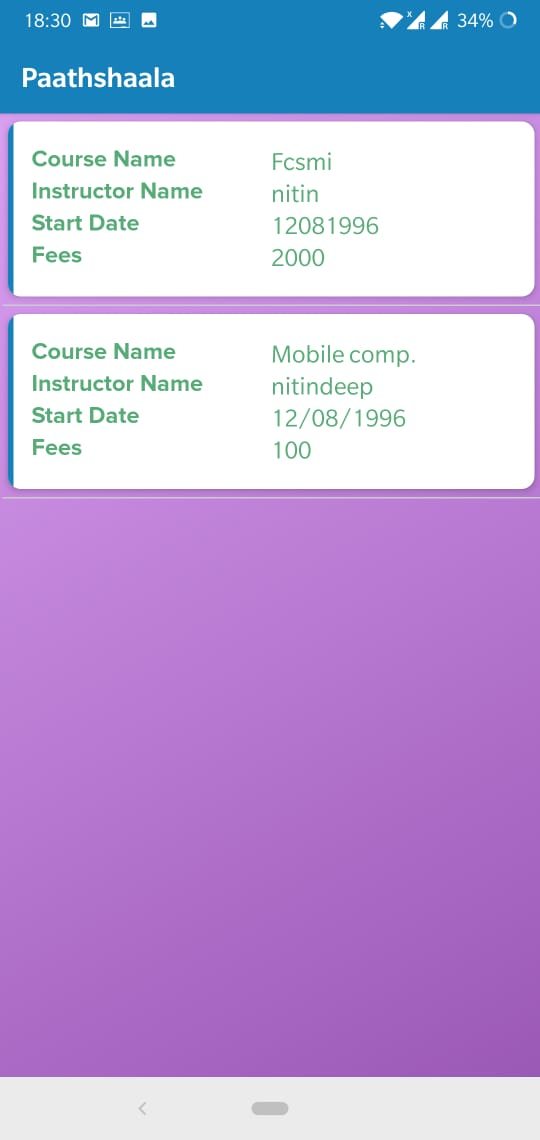 18:30 34%
Paathshaala
Course Name Fcsmi
Instructor Name nitin
Start Date 12081996
Fees 2000
Course Name Mobile comp.
Instructor Name nitindeep
Start Date 12/08/1996
Fees 100